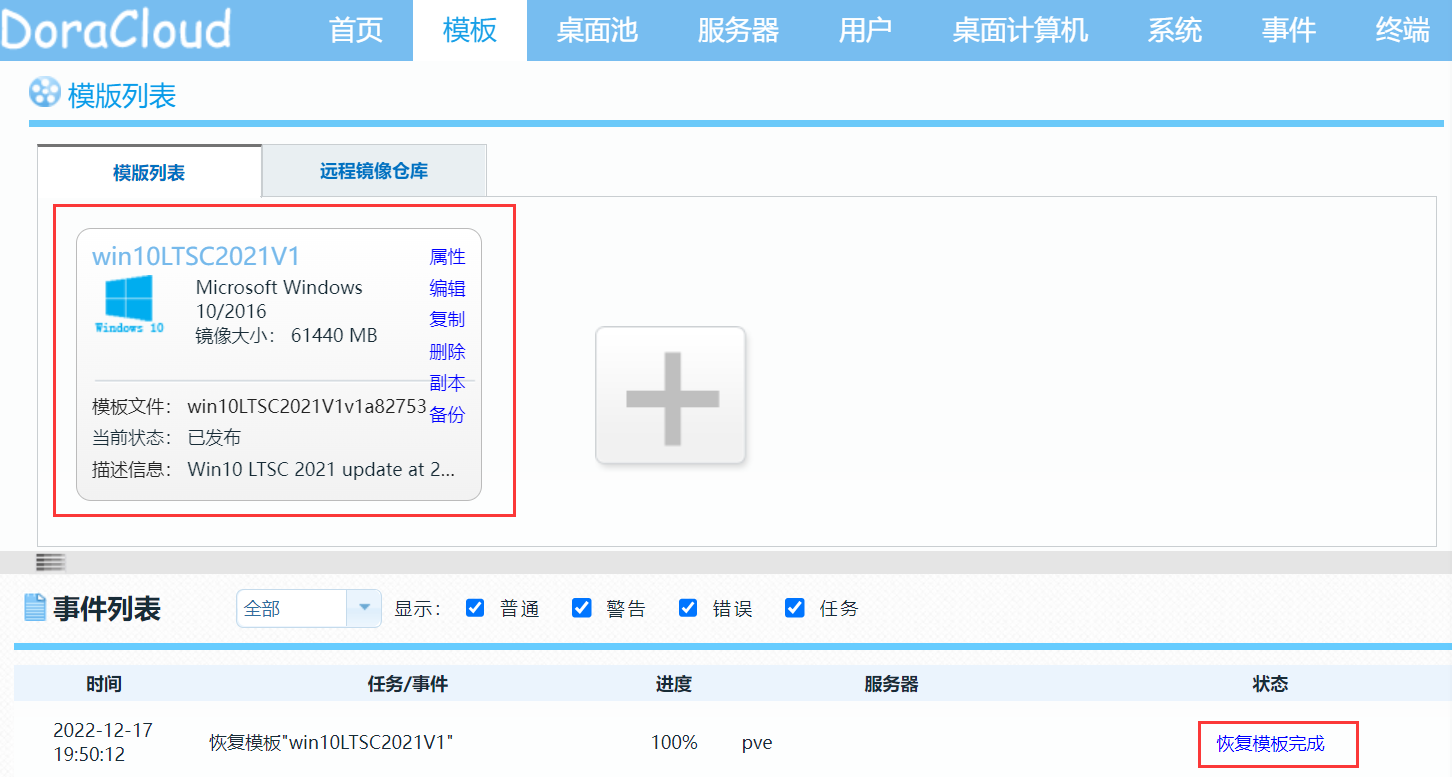 DoraCloud 首页 模板 桌面池 服务器 用户 桌面计算机 系统 事件 终端
模版列表
模版列表 远程镜像仓库
win10LTSC2021V1 属性
Microsoft Windows
10/2016
编辑
复制
Windows 10
镜像大小： 61440 MB
删除
副本
模板文件： win10LTSC2021V1v1a82753
备份
当前状态： 已发布
描述信息： Win10 LTSC 2021 update at 2...
事件列表 全部 显示： 普通 警告 错误 任务
时间 任务/事件 进度 服务器 状态
2022-12-17
19:50:12
恢复模板"win10LTSC2021V1" 100% pve 恢复模板完成